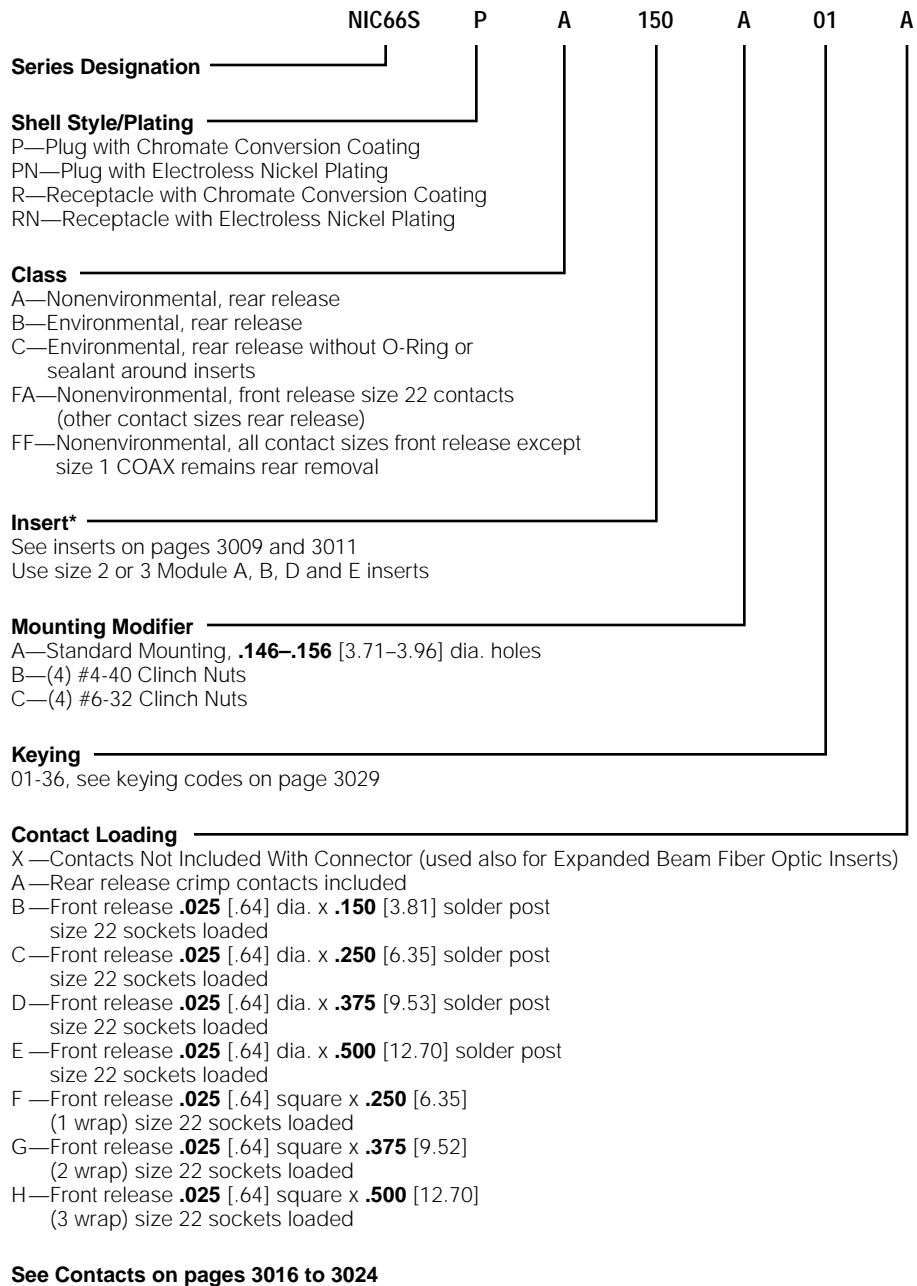 NIC66S P A 150 A 01 A
Series Designation
Shell Style/Plating
P—Plug with Chromate Conversion Coating
PN—Plug with Electroless Nickel Plating
R—Receptacle with Chromate Conversion Coating
RN—Receptacle with Electroless Nickel Plating
Class
A—Nonenvironmental, rear release
B—Environmental, rear release
C—Environmental, rear release without O-Ring or
sealant around inserts
FA—Nonenvironmental, front release size 22 contacts
(other contact sizes rear release)
FF—Nonenvironmental, all contact sizes front release except
size 1 COAX remains rear removal
Insert*
See inserts on pages 3009 and 3011
Use size 2 or 3 Module A, B, D and E inserts
Mounting Modifier
A—Standard Mounting, .146–.156 [3.71–3.96] dia. holes
B—(4) #4-40 Clinch Nuts
C—(4) #6-32 Clinch Nuts
Keying
01-36, see keying codes on page 3029
Contact Loading
X —Contacts Not Included With Connector (used also for Expanded Beam Fiber Optic Inserts)
A —Rear release crimp contacts included
B —Front release .025 [.64] dia. x .150 [3.81] solder post
size 22 sockets loaded
C —Front release .025 [.64] dia. x .250 [6.35] solder post
size 22 sockets loaded
D —Front release .025 [.64] dia. x .375 [9.53] solder post
size 22 sockets loaded
E —Front release .025 [.64] dia. x .500 [12.70] solder post
size 22 sockets loaded
F —Front release .025 [.64] square x .250 [6.35]
(1 wrap) size 22 sockets loaded
G—Front release .025 [.64] square x .375 [9.52]
(2 wrap) size 22 sockets loaded
H—Front release .025 [.64] square x .500 [12.70]
(3 wrap) size 22 sockets loaded
See Contacts on pages 3016 to 3024